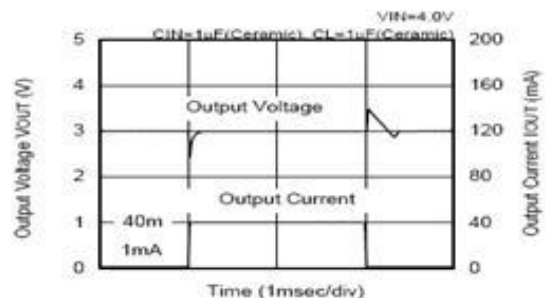 VIN=4.0V
CIN=1uF(Ceramic), CL=1uF(Ceramic)
5 200
4 160
Output Voltage
3 120
2 80
Output Current
1 40m 40
1mA
0 0
Time (1msec/div)
Output Voltage VOUT (V)
Output Current IOUT (mA)